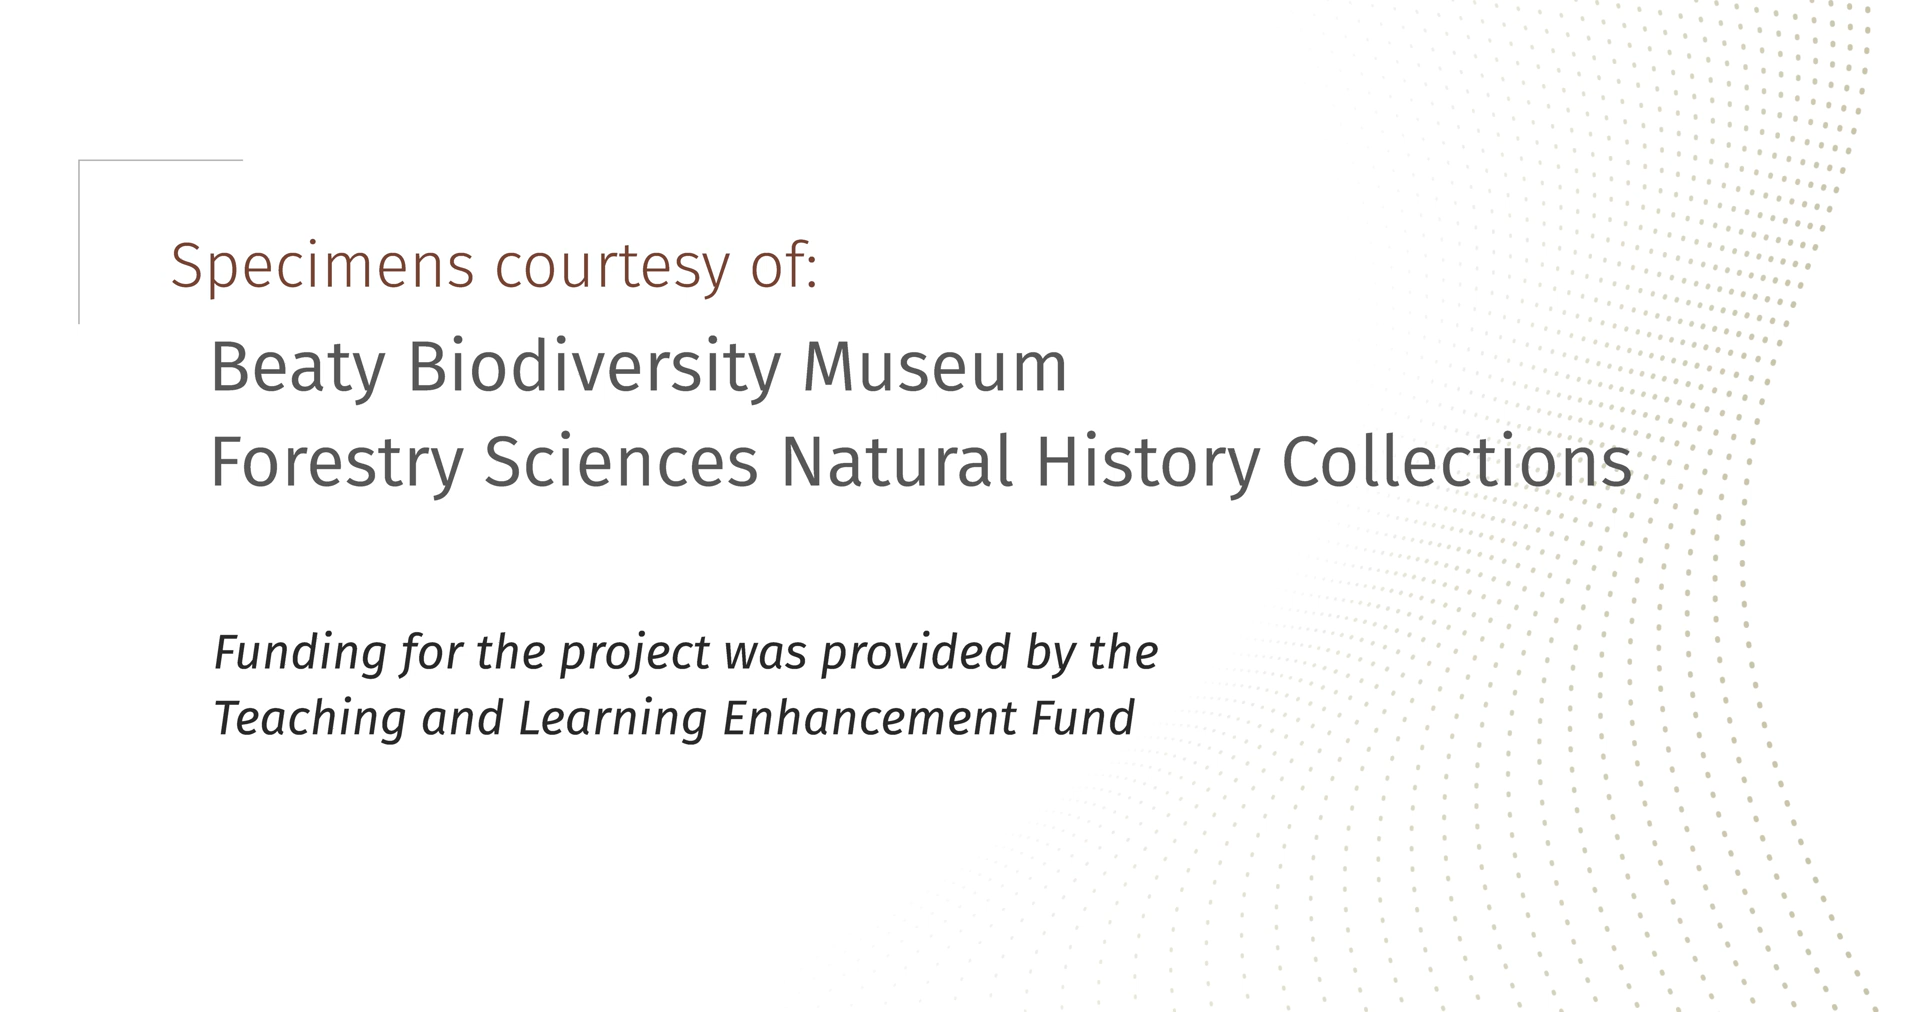 Specimens courtesy of:
Beaty Biodiversity Museum
Forestry Sciences Natural History Collections
Funding for the project was provided by the
Teaching and Learning Enhancement Fund